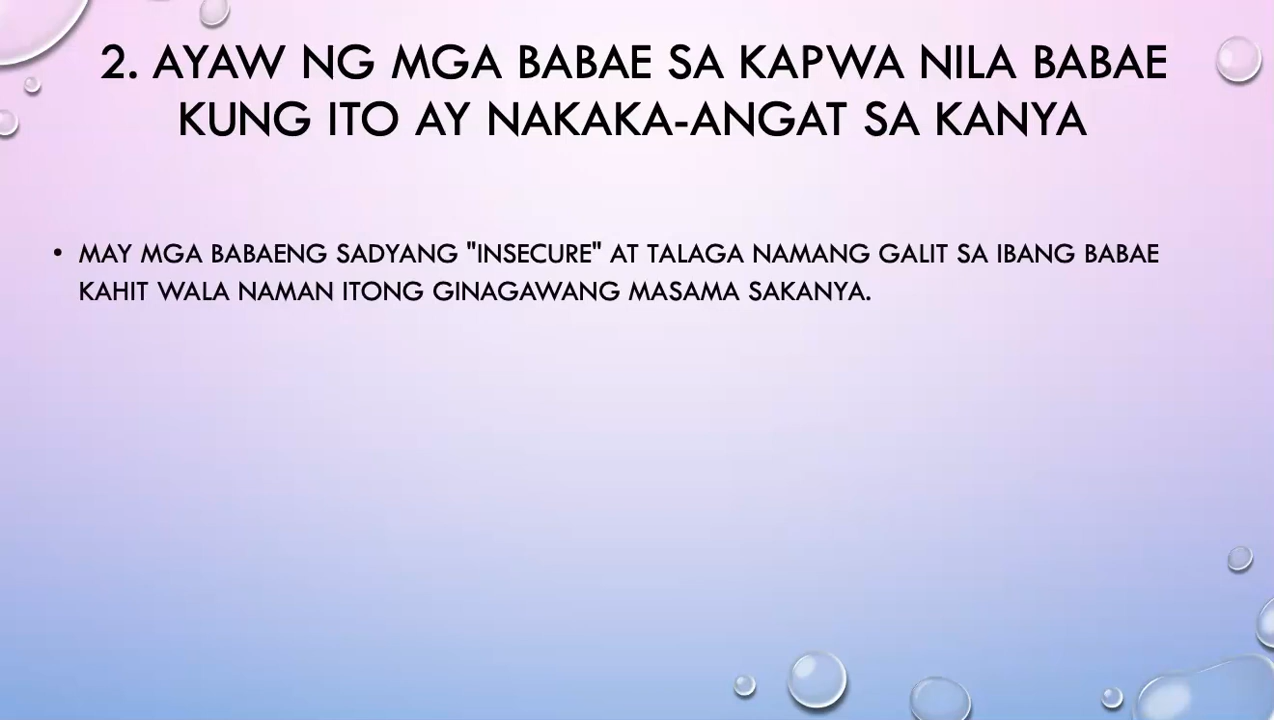 2. AYAW NG MGA BABAE SA KAPWA NILA BABAE
KUNG ITO AY NAKAKA-ANGAT SA KANYA
• MAY MGA BABAENG SADYANG "INSECURE" AT TALAGA NAMANG GALIT SA IBANG BABAE
KAHIT WALA NAMAN ITONG GINAGAWANG MASAMA SAKANYA.